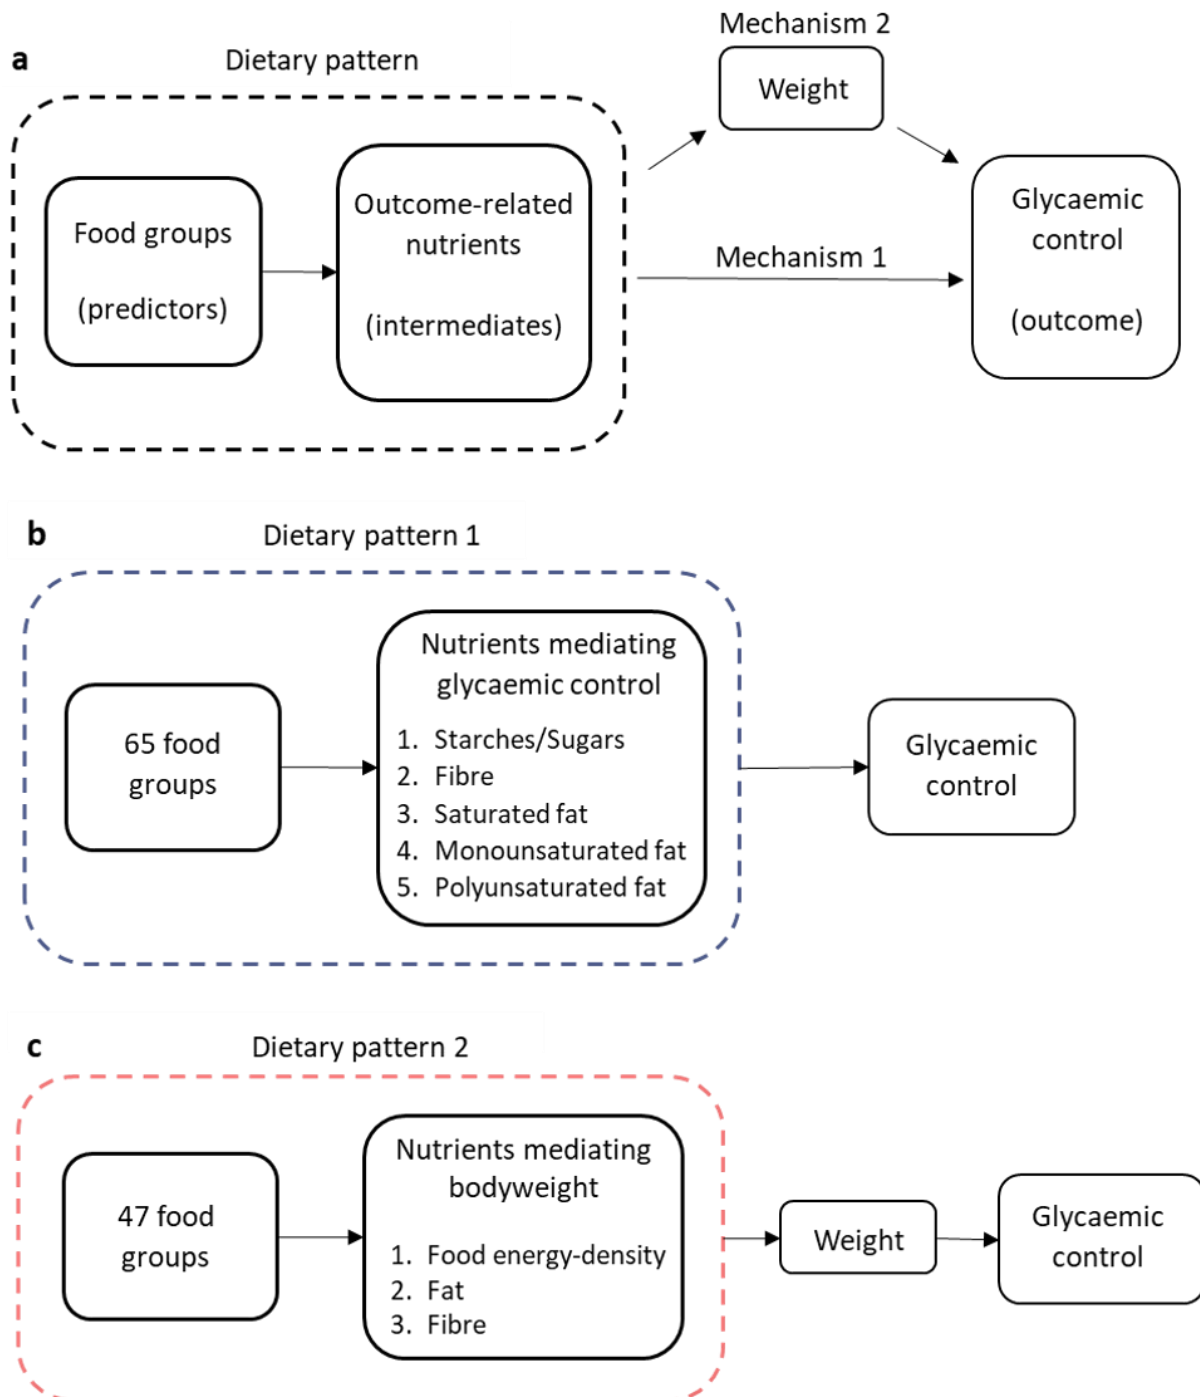 a
Dietary pattern
Mechanism 2
Weight
Food groups
(predictors)
Outcome-related
nutrients
(intermediates)
Mechanism 1
Glycaemic
control
(outcome)
b
Dietary pattern 1
65 food
groups
Nutrients mediating
glycaemic control
1. Starches/Sugars
2. Fibre
3. Saturated fat
4. Monounsaturated fat
5. Polyunsaturated fat
Glycaemic
control
c
Dietary pattern 2
47 food
groups
Nutrients mediating
bodyweight
1. Food energy-density
2. Fat
3. Fibre
Weight
Glycaemic
control